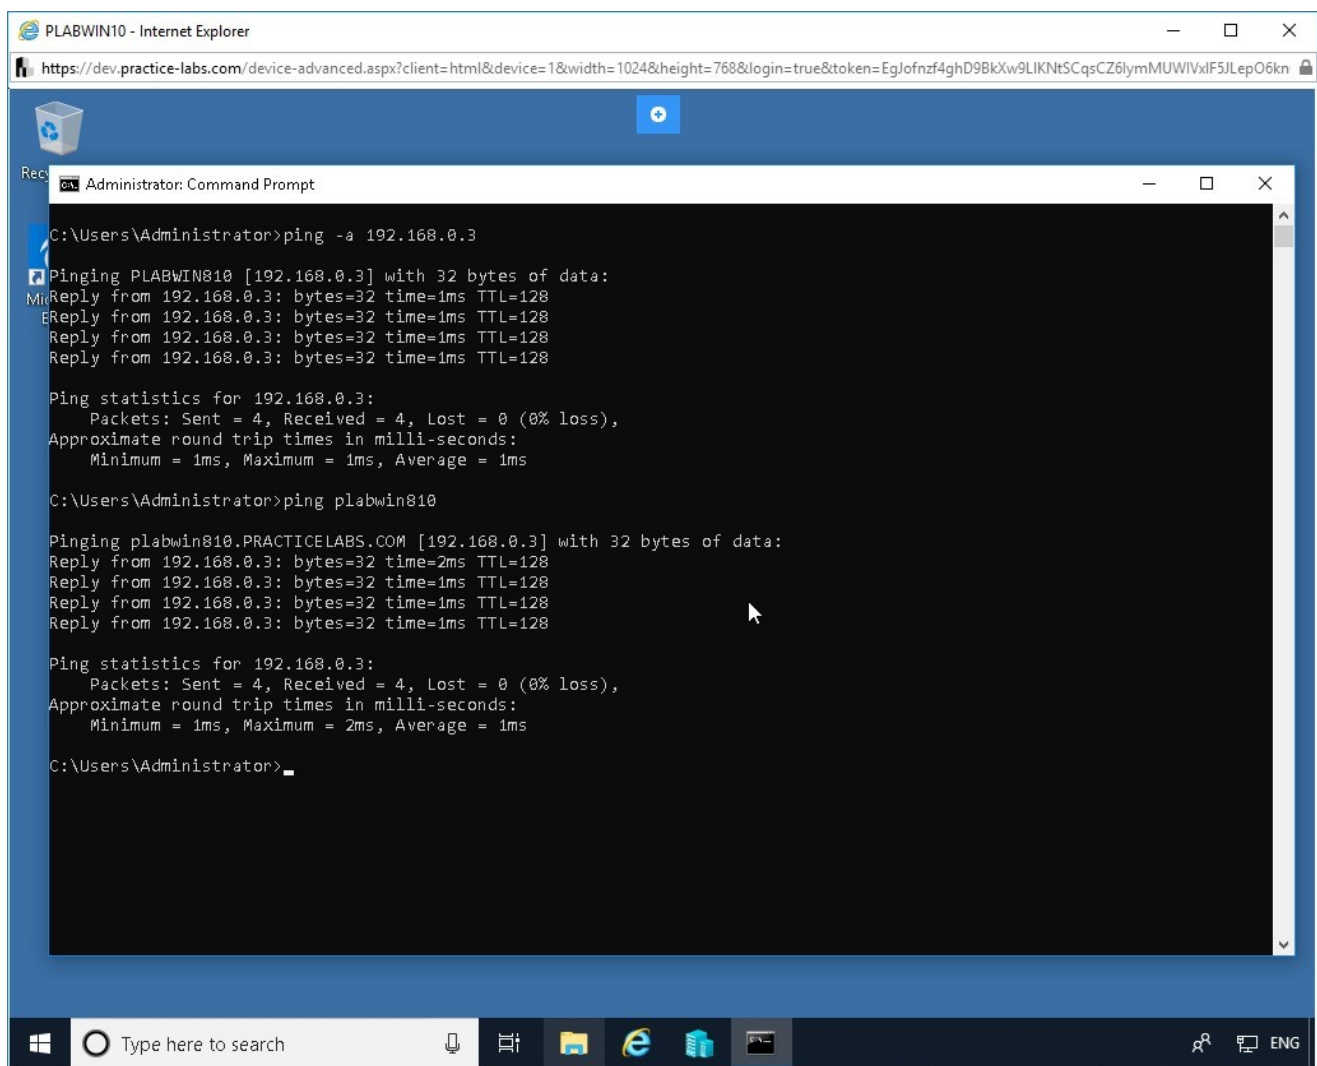 PLABWIN10 - Internet Explorer
https://dev.practice-labs.com/device-advanced.aspx?client=html&device=1&width=1024&height=768&login=true&token=EgJofnzf4ghD9BkXw9LIKNtSCqsCZ6lymMUWIVxlF5JLepO6kn
Recy
Administrator: Command Prompt
C:\Users\Administrator>ping -a 192.168.0.3
Pinging PLABWIN810 [192.168.0.3] with 32 bytes of data:
Mic
Reply from 192.168.0.3: bytes=32 time=1ms TTL=128
E
Reply from 192.168.0.3: bytes=32 time=1ms TTL=128
Reply from 192.168.0.3: bytes=32 time=1ms TTL=128
Reply from 192.168.0.3: bytes=32 time=1ms TTL=128
Ping statistics for 192.168.0.3:
Packets: Sent = 4, Received = 4, Lost = 0 (0% loss),
Approximate round trip times in milli-seconds:
Minimum = 1ms, Maximum = 1ms, Average = 1ms
C:\Users\Administrator>ping plabwin810
Pinging plabwin810.PRACTICELABS.COM [192.168.0.3] with 32 bytes of data:
Reply from 192.168.0.3: bytes=32 time=2ms TTL=128
Reply from 192.168.0.3: bytes=32 time=1ms TTL=128
Reply from 192.168.0.3: bytes=32 time=1ms TTL=128
Reply from 192.168.0.3: bytes=32 time=1ms TTL=128
Ping statistics for 192.168.0.3:
Packets: Sent = 4, Received = 4, Lost = 0 (0% loss),
Approximate round trip times in milli-seconds:
Minimum = 1ms, Maximum = 2ms, Average = 1ms
C:\Users\Administrator>
Type here to search
ENG